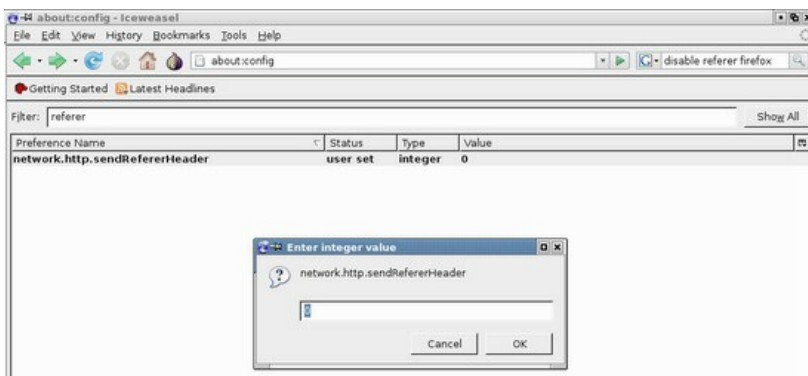 about:config - Iceweasel
File Edit View History Bookmarks Tools Help
about:config
disable referer firefox
Getting Started Latest Headlines
Filter: referer Show All
Preference Name Status Type Value
network.http.sendRefererHeader user set integer 0
Enter integer value
network.http.sendRefererHeader
0
Cancel OK